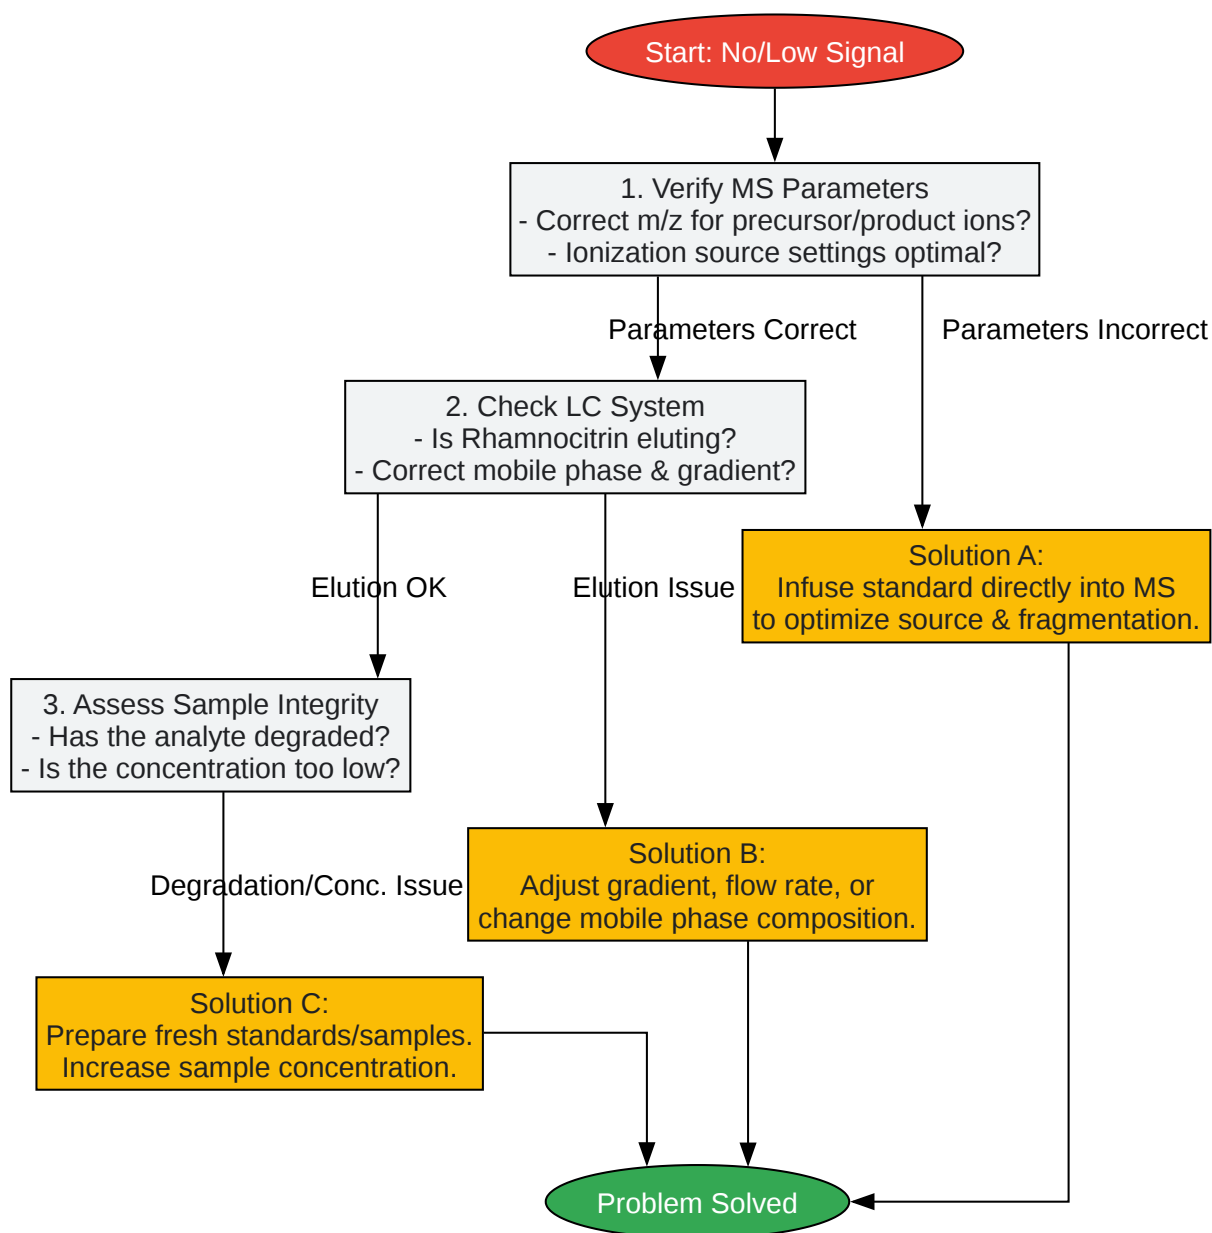 Start: No/Low Signal
1. Verify MS Parameters
- Correct m/z for precursor/product ions?
- Ionization source settings optimal?
Parameters Correct
Parameters Incorrect
2. Check LC System
- Is Rhamnocitrin eluting?
- Correct mobile phase & gradient?
Elution OK
Elution Issue
Solution A:
Infuse standard directly into MS
to optimize source & fragmentation.
3. Assess Sample Integrity
- Has the analyte degraded?
- Is the concentration too low?
Degradation/Conc. Issue
Solution B:
Adjust gradient, flow rate, or
change mobile phase composition.
Solution C:
Prepare fresh standards/samples.
Increase sample concentration.
Problem Solved